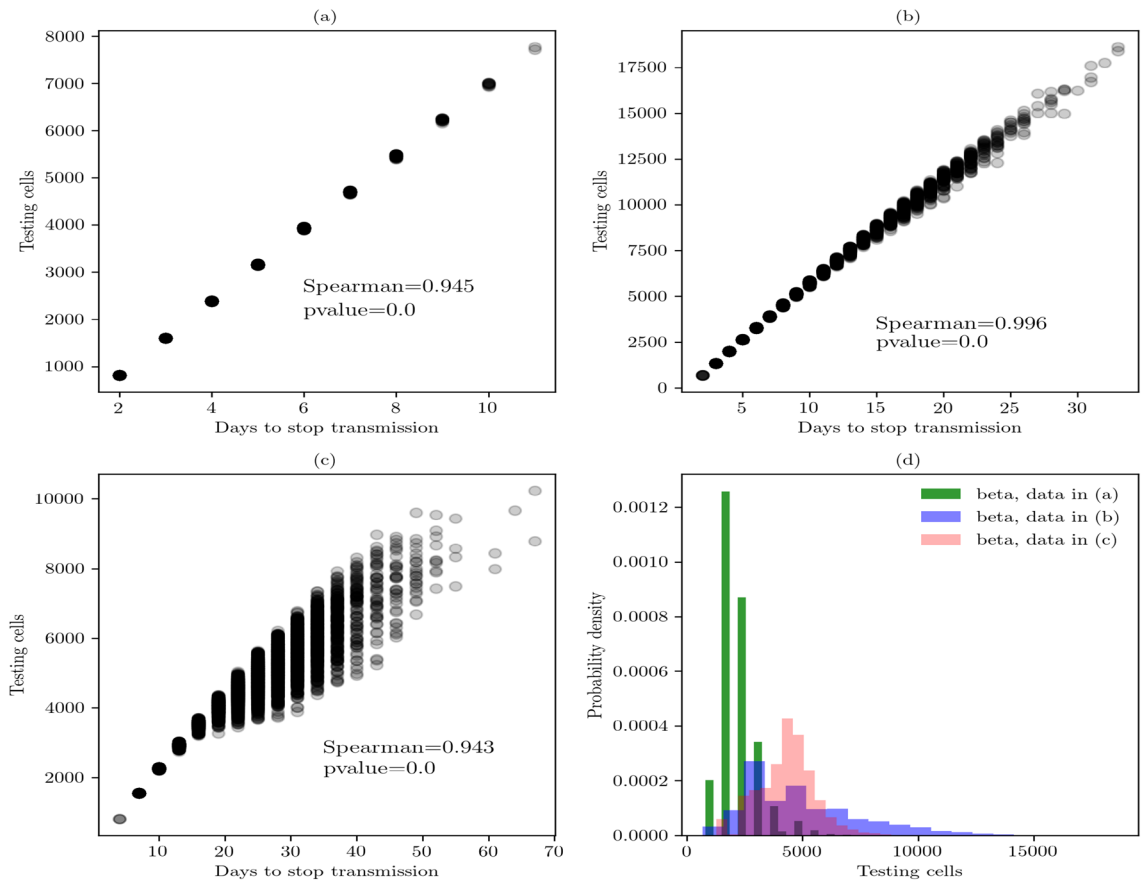 (a)
8000
7000
6000
5000
4000
3000
2000
1000
Testing cells
Spearman=0.945
pvalue=0.0
2 4 6 8 10
Days to stop transmission
(b)
17500
15000
12500
10000
7500
5000
2500
0
Testing cells
Spearman=0.996
pvalue=0.0
5 10 15 20 25 30
Days to stop transmission
(c)
10000
8000
6000
4000
2000
Testing cells
Spearman=0.943
pvalue=0.0
10 20 30 40 50 60 70
Days to stop transmission
(d)
0.0012
0.0010
0.0008
0.0006
0.0004
0.0002
0.0000
Probability density
beta, data in (a)
beta, data in (b)
beta, data in (c)
0 5000 10000 15000
Testing cells